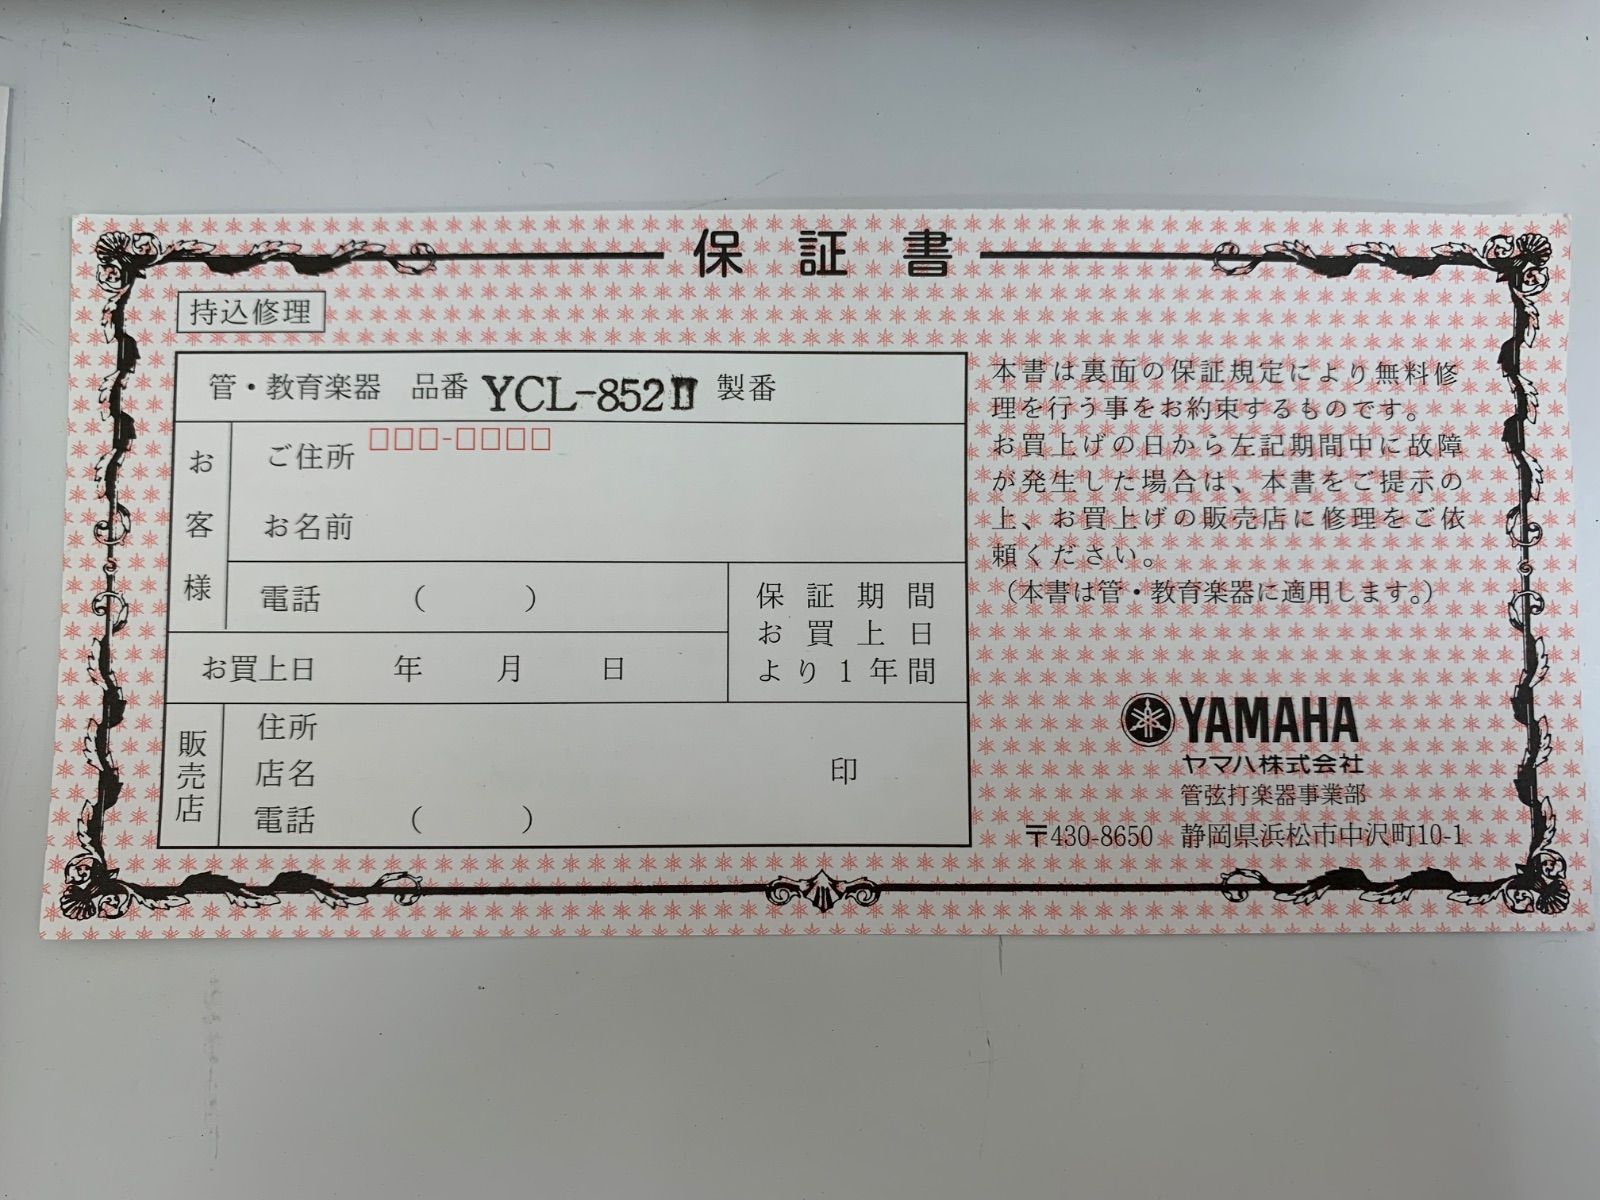 保証書
持込修理
管・教育楽器 品番 YCL-852Ⅱ 製番
お客様
ご住所 □□□-□□□□
お名前
電話 ( )
お買上日 年 月 日
保証期間
お買上日
より1年間
販売店
住所
店名 印
電話 ( )
本書は裏面の保証規定により無料修
理を行う事をお約束するものです。
お買上げの日から左記期間中に故障
が発生した場合は、本書をご提示の
上、お買上げの販売店に修理をご依
頼ください。
(本書は管・教育楽器に適用します。)
YAMAHA
ヤマハ株式会社
管弦打楽器事業部
〒430-8650 静岡県浜松市中沢町10-1